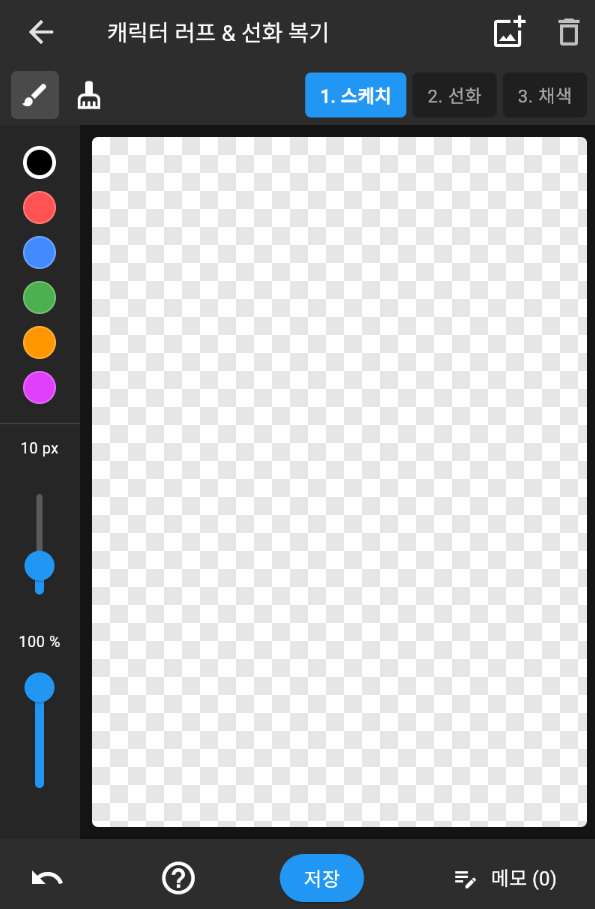 캐릭터 러프 & 선화 복기
1. 스케치 2. 선화 3. 채색
10 px
100 %
저장 메모 (0)